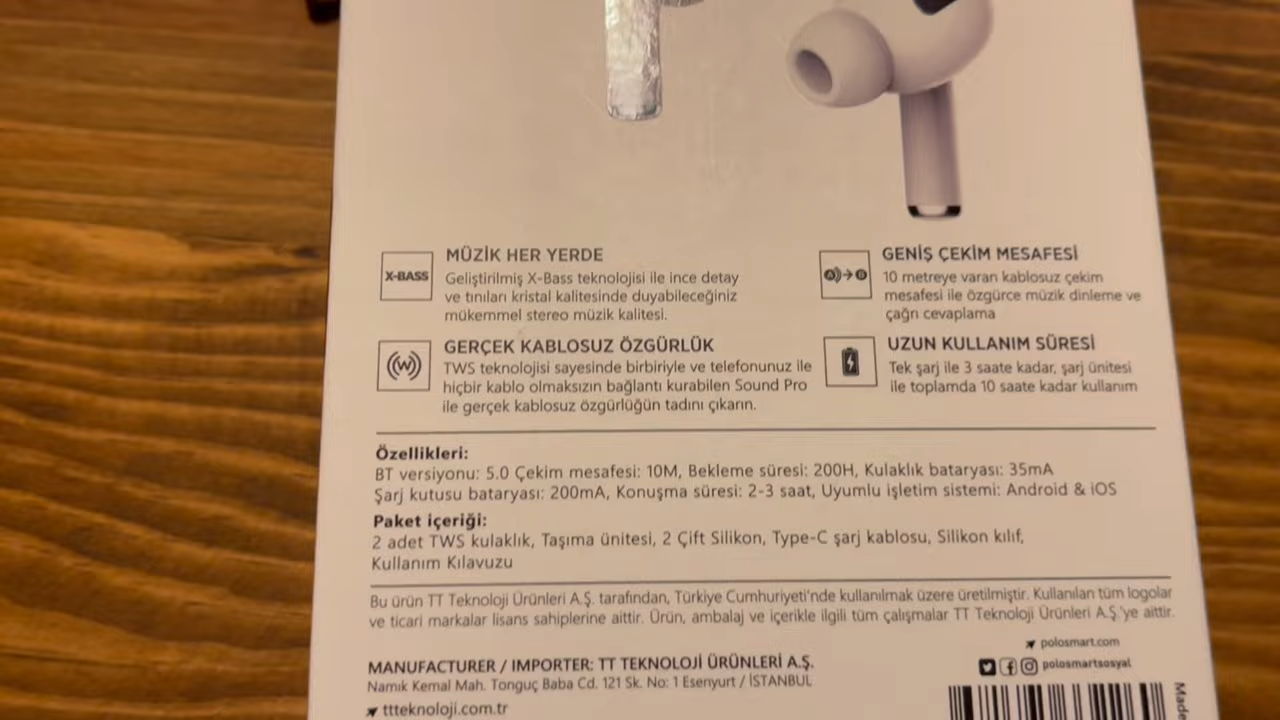 X-BASS
MÜZİK HER YERDE
Geliştirilmiş X-Bass teknolojisi ile ince detay
ve tınıları kristal kalitesinde duyabileceğiniz
mükemmel stereo müzik kalitesi.
GENİŞ ÇEKİM MESAFESİ
10 metreye varan kablosuz çekim
mesafesi ile özgürce müzik dinleme ve
çağrı cevaplama
GERÇEK KABLOSUZ ÖZGÜRLÜK
TWS teknolojisi sayesinde birbiriyle ve telefonunuz ile
hiçbir kablo olmaksızın bağlantı kurabilen Sound Pro
ile gerçek kablosuz özgürlüğün tadını çıkarın.
UZUN KULLANIM SÜRESİ
Tek şarj ile 3 saate kadar, şarj ünitesi
ile toplamda 10 saate kadar kullanım
Özellikleri:
BT versiyonu: 5.0 Çekim mesafesi: 10M, Bekleme süresi: 200H, Kulaklık bataryası: 35mA
Şarj kutusu bataryası: 200mA, Konuşma süresi: 2-3 saat, Uyumlu işletim sistemi: Android & iOS
Paket içeriği:
2 adet TWS kulaklık, Taşıma ünitesi, 2 Çift Silikon, Type-C şarj kablosu, Silikon kılıf,
Kullanım Kılavuzu
Bu ürün TT Teknoloji Ürünleri A.Ş. tarafından, Türkiye Cumhuriyeti'nde kullanılmak üzere üretilmiştir. Kullanılan tüm logolar
ve ticari markalar lisans sahiplerine aittir. Ürün, ambalaj ve içerikle ilgili tüm çalışmalar TT Teknoloji Ürünleri A.Ş.'ye aittir.
polosmart.com
polosmartsosyal
MANUFACTURER / IMPORTER: TT TEKNOLOJİ ÜRÜNLERİ A.Ş.
Namık Kemal Mah. Tonguç Baba Cd. 121 Sk. No: 1 Esenyurt / İSTANBUL
ttteknoloji.com.tr